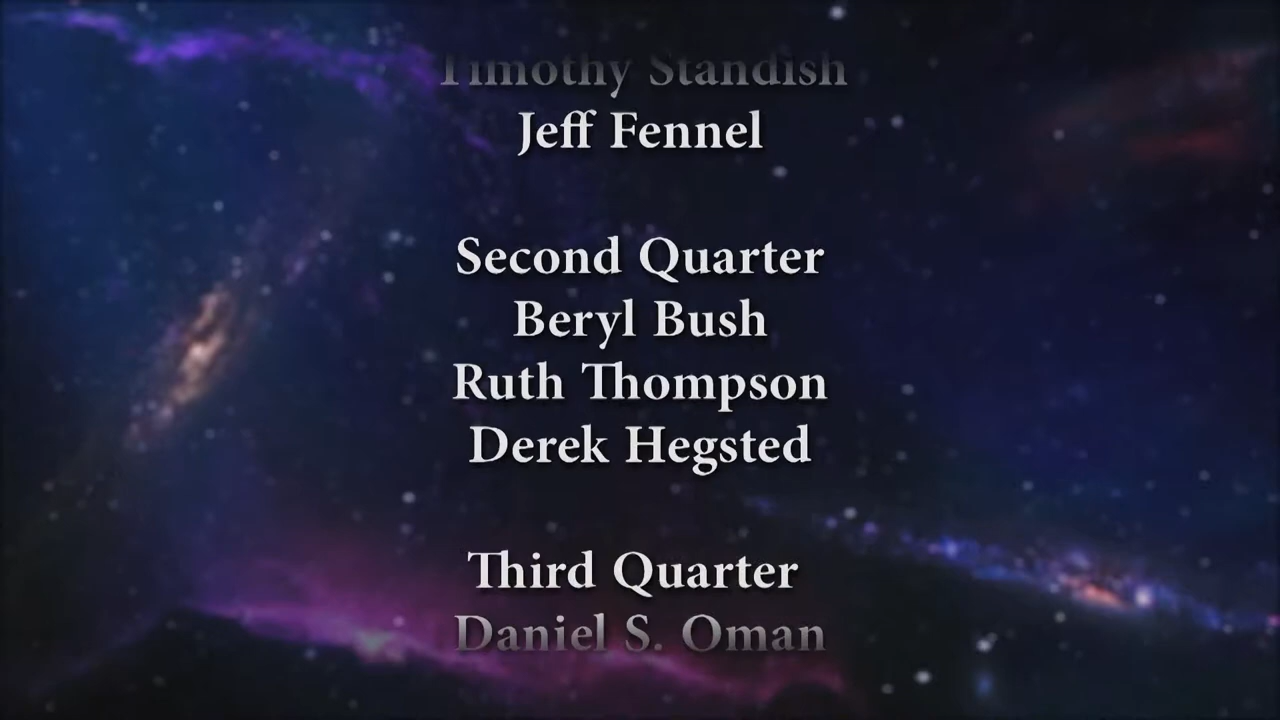 Timothy Standish
Jeff Fennel
Second Quarter
Beryl Bush
Ruth Thompson
Derek Hegsted
Third Quarter
Daniel S. Oman